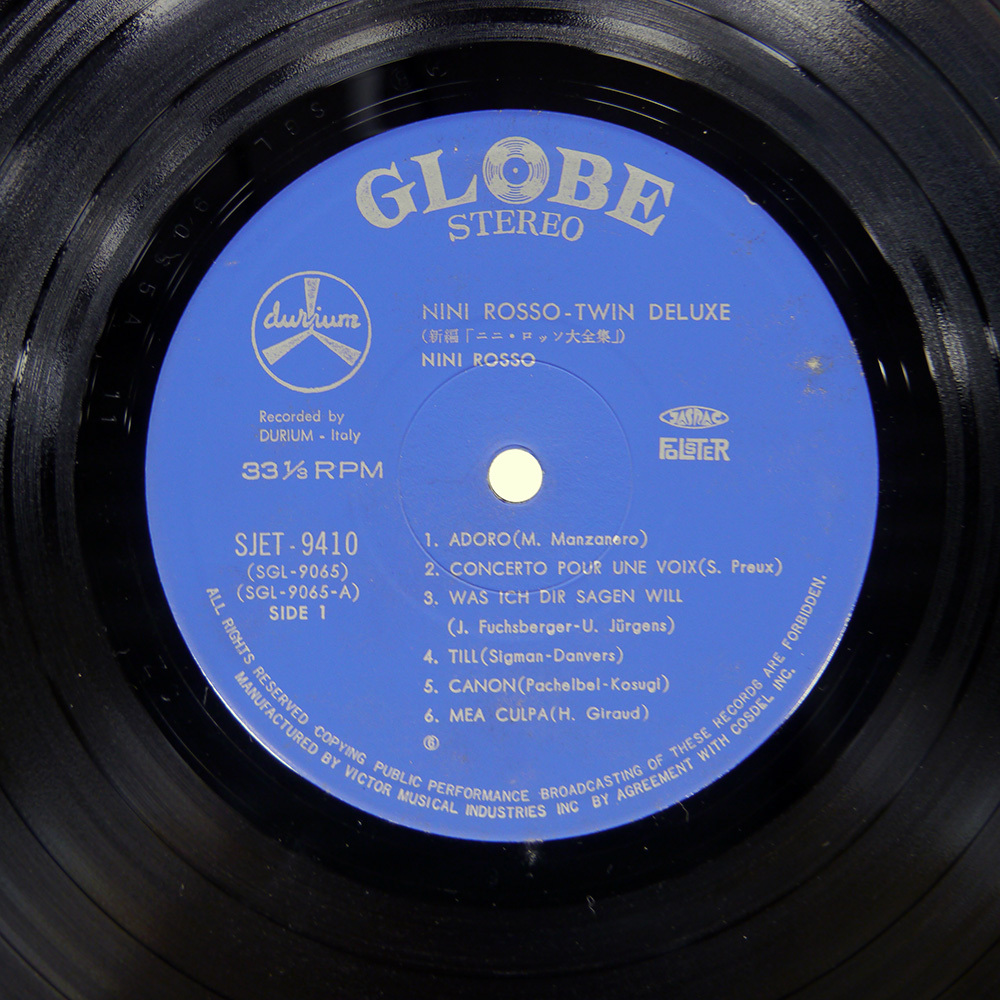 GLOBE
STEREO
durium
NINI ROSSO-TWIN DELUXE
(新編「ニニ・ロッソ大全集」)
NINI ROSSO
Recorded by
DURIUM - Italy
33 1/3 RPM
JASRAC
FOLSTER
SJET-9410
(SGL-9065)
(SGL-9065-A)
SIDE 1
1. ADORO(M. Manzanero)
2. CONCERTO POUR UNE VOIX(S. Preux)
3. WAS ICH DIR SAGEN WILL
(J. Fuchsberger-U. Jürgens)
4. TILL(Sigman-Danvers)
5. CANON(Pachelbel-Kosugi)
6. MEA CULPA(H. Giraud)
ALL RIGHTS RESERVED COPYING PUBLIC PERFORMANCE BROADCASTING OF THESE RECORDS ARE FORBIDDEN.
MANUFACTURED BY VICTOR MUSICAL INDUSTRIES INC BY AGREEMENT WITH COSDEL INC.